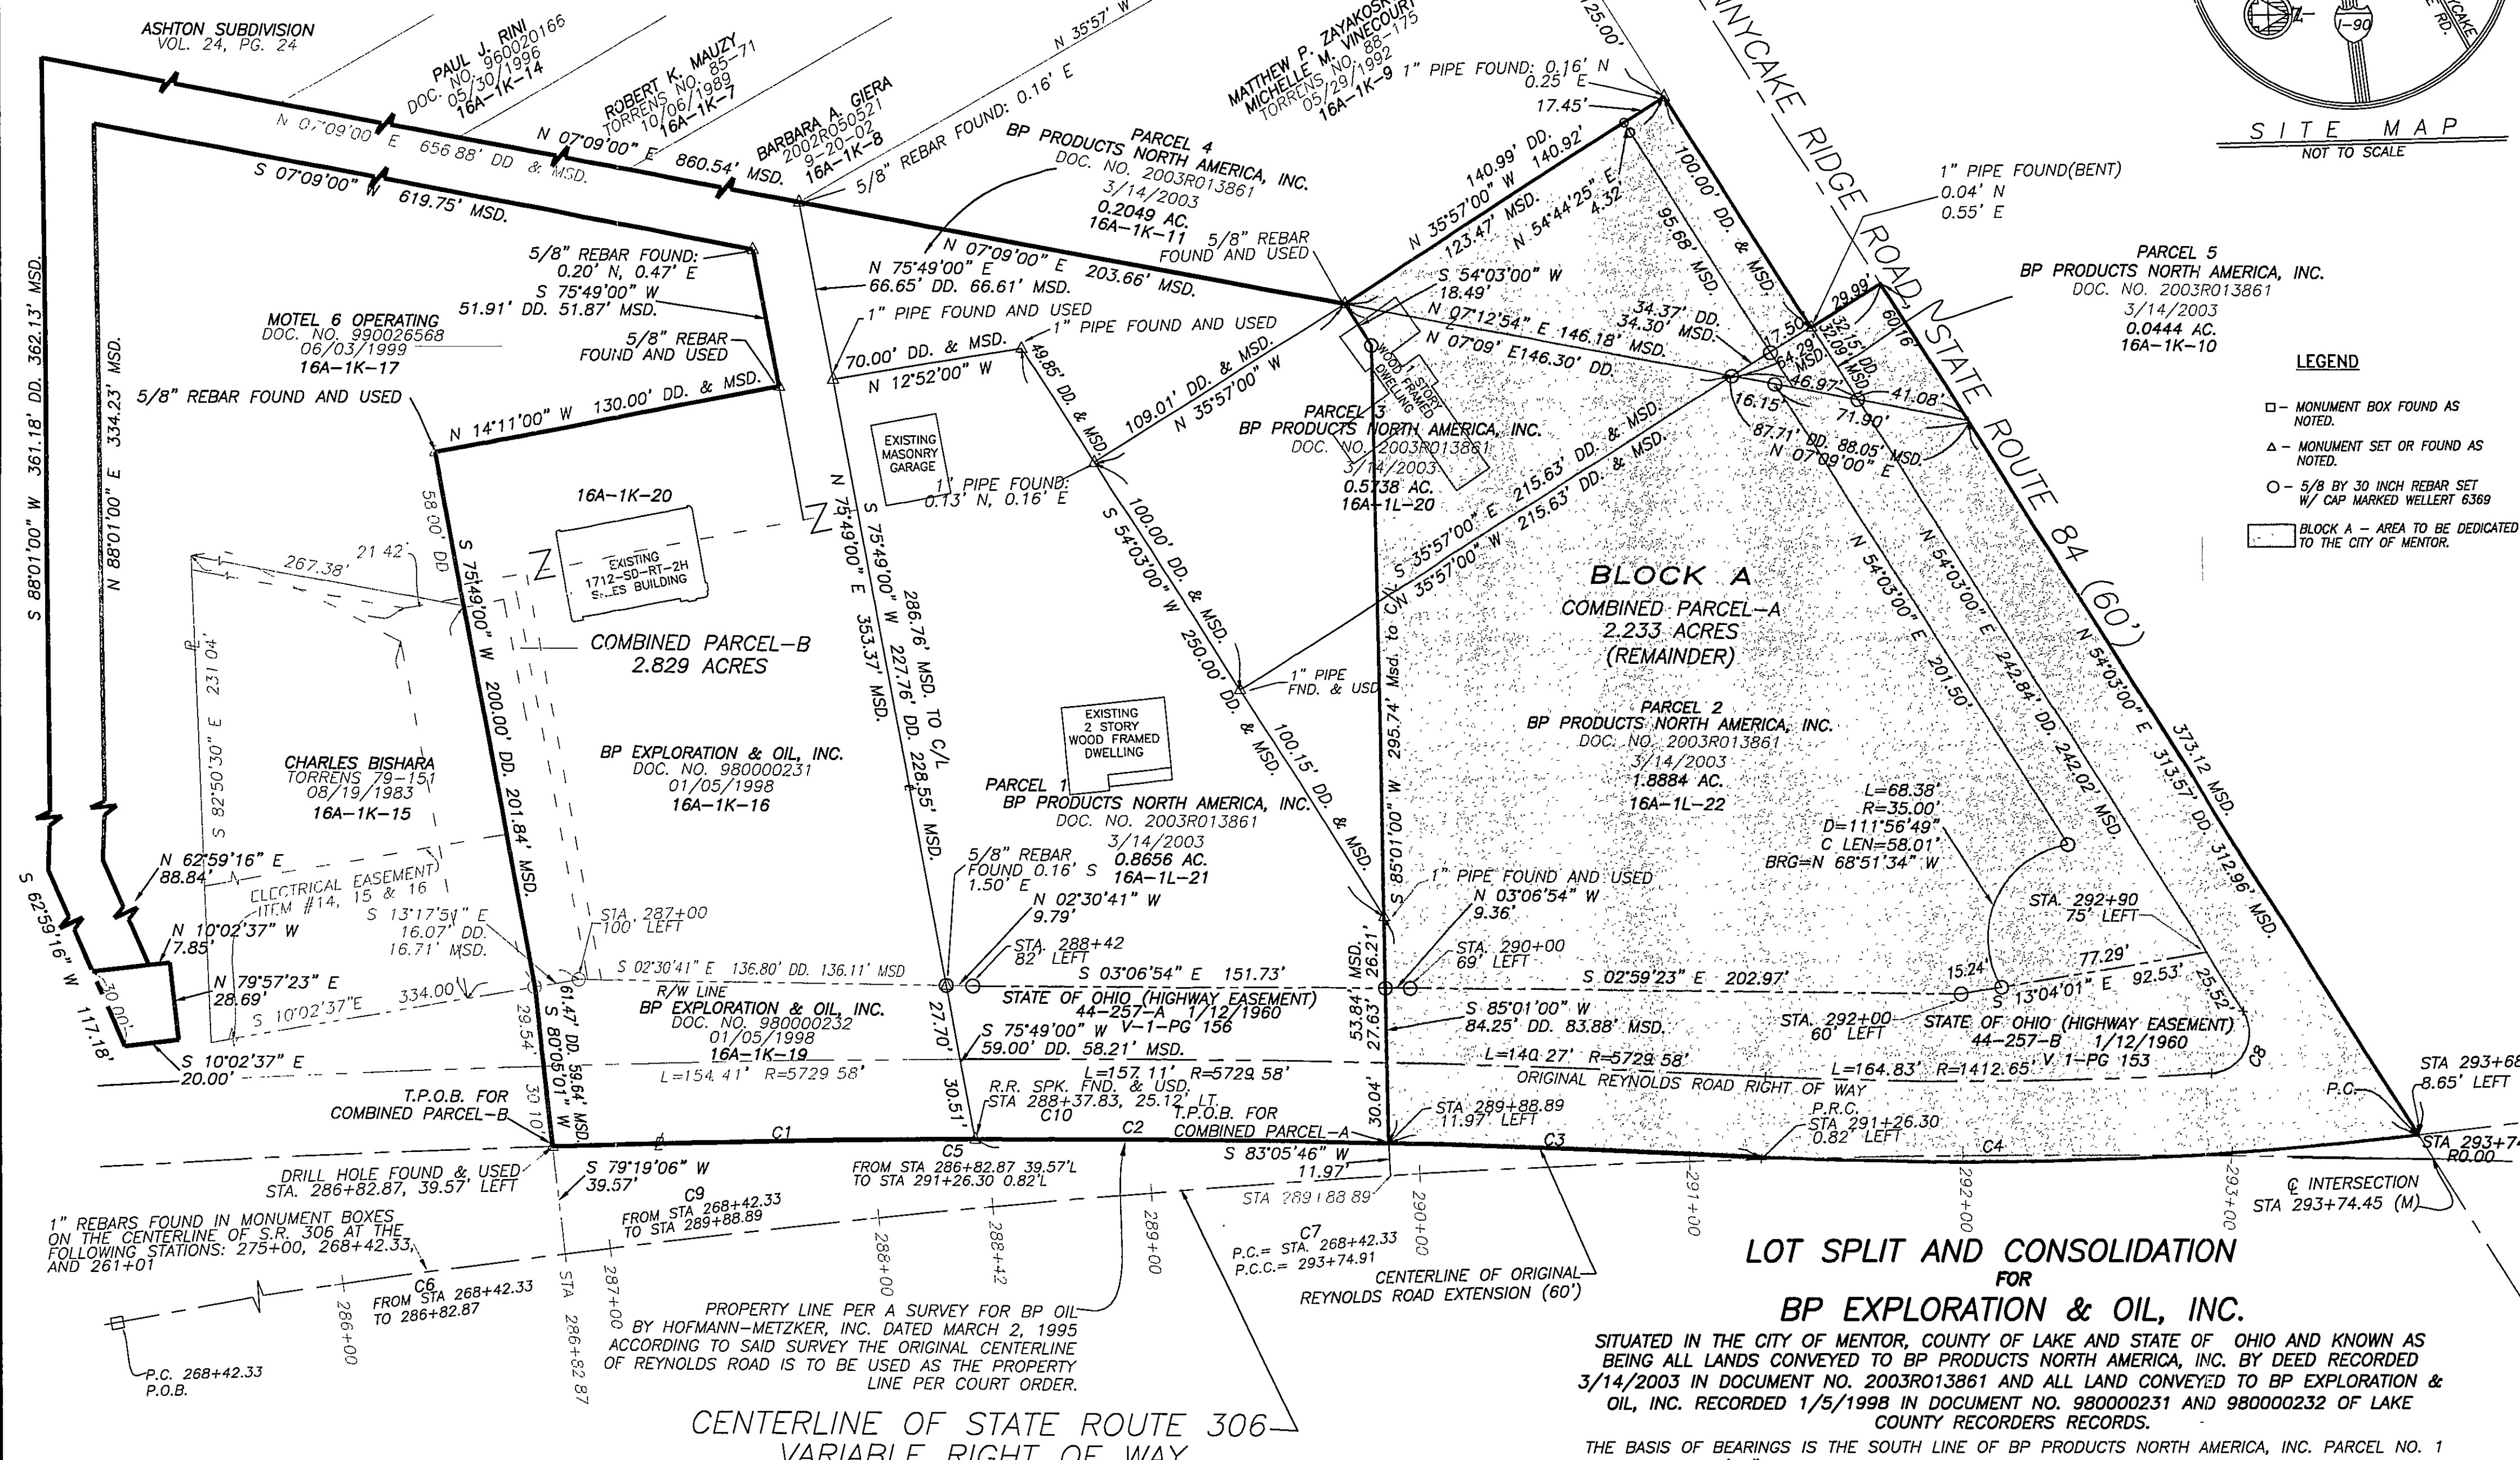 ASHTON SUBDIVISION
VOL. 24, PG. 24
PAUL J. RINI
DOC. NO. 960020166
05/30/1996
16A-1K-14
ROBERT K. MAUZY
TORRENS NO. 85-71
10/06/1989
16A-1K-7
BARBARA A. GIERA
2002R050521
9-20-02
16A-1K-8
N 35°57' W
5/8" REBAR FOUND: 0.16' E
MATTHEW P. ZAYAKOSK
MICHELLE M. VINECOURT
TORRENS NO. 88-175
05/29/1992
16A-1K-9
N 07°09'00" E 656.88' DD & MSD.
N 07°09'00" E 860.54' MSD.
S 07°09'00" W 619.75' MSD.
PARCEL 4
BP PRODUCTS NORTH AMERICA, INC.
DOC. NO. 2003R013861
3/14/2003
0.2049 AC.
16A-1K-11
1" PIPE FOUND: 0.16' N
0.25' E
17.45'
25.00'
140.99' DD.
N 35°57'00" W 140.92'
123.47' MSD.
N 54°44'25" E
4.32'
100.00' DD. & MSD.
95.68' MSD.
NNYCAKE RIDGE ROAD / STATE ROUTE 84 (60')
I-90
NYCAKE
E RD.
SITE MAP
NOT TO SCALE
1" PIPE FOUND(BENT)
0.04' N
0.55' E
PARCEL 5
BP PRODUCTS NORTH AMERICA, INC.
DOC. NO. 2003R013861
3/14/2003
0.0444 AC.
16A-1K-10
LEGEND
□ - MONUMENT BOX FOUND AS
NOTED.
△ - MONUMENT SET OR FOUND AS
NOTED.
○ - 5/8 BY 30 INCH REBAR SET
W/ CAP MARKED WELLERT 6369
BLOCK A - AREA TO BE DEDICATED
TO THE CITY OF MENTOR.
S 88°01'00" W 361.18' DD. 362.13' MSD.
N 88°01'00" E 334.23' MSD.
5/8" REBAR FOUND:
0.20' N, 0.47' E
S 75°49'00" W
51.91' DD. 51.87' MSD.
MOTEL 6 OPERATING
DOC. NO. 990026568
06/03/1999
16A-1K-17
5/8" REBAR
FOUND AND USED
5/8" REBAR FOUND AND USED
N 14°11'00" W 130.00' DD. & MSD.
N 07°09'00" E 203.66' MSD.
N 75°49'00" E
66.65' DD. 66.61' MSD.
5/8" REBAR
FOUND AND USED
1" PIPE FOUND AND USED
1" PIPE FOUND AND USED
70.00' DD. & MSD.
N 12°52'00" W
49.85' DD. & MSD.
109.01' DD. & MSD.
N 35°57'00" W
S 54°03'00" W
18.49'
34.37' DD.
34.30' MSD.
N 07°12'54" E 146.18' MSD.
N 07°09' E146.30' DD.
29.99'
17.50'
32.15' DD.
32.09' MSD.
64.29'
MSD.
60.16'
46.97'
41.08'
16.15'
71.90'
87.71' DD. 88.05' MSD.
N 07°09'00" E
1 STORY
WOOD FRAMED
DWELLING
PARCEL 3
BP PRODUCTS NORTH AMERICA, INC.
DOC. NO. 2003R013861
3/14/2003
0.5738 AC.
16A-1L-20
EXISTING
MASONRY
GARAGE
1" PIPE FOUND:
0.13' N, 0.16' E
16A-1K-20
EXISTING
1712-SD-RT-2H
SALES BUILDING
COMBINED PARCEL-B
2.829 ACRES
267.38'
21.42'
58.00' DD
S 75°49'00" W 200.00' DD. 201.84' MSD.
N 75°49'00" E 353.37' MSD.
286.76' MSD. TO C/L
S 75°49'00" W 227.76' DD. 228.55' MSD.
100.00' DD. & MSD.
S 54°03'00" W 250.00' DD. & MSD.
S 35°57'00" E 215.63' DD. & MSD.
N 35°57'00" W 215.63' DD. & MSD.
1" PIPE
FND. & USD
100.15' DD. & MSD.
S 85°01'00" W 295.74' Msd. to C/L
BLOCK A
COMBINED PARCEL-A
2.233 ACRES
(REMAINDER)
PARCEL 2
BP PRODUCTS NORTH AMERICA, INC.
DOC. NO. 2003R013861
3/14/2003
1.8884 AC.
16A-1L-22
N 54°03'00" E 201.50'
N 54°03'00" E 242.84' DD. 242.02' MSD.
373.12 MSD.
N 54°03'00" E 313.57' DD. 312.96' MSD.
L=68.38'
R=35.00'
D=111°56'49"
C LEN=58.01'
BRG=N 68°51'34" W
S 82°50'30" E 231.04'
CHARLES BISHARA
TORRENS 79-151
08/19/1983
16A-1K-15
BP EXPLORATION & OIL, INC.
DOC. NO. 980000231
01/05/1998
16A-1K-16
EXISTING
2 STORY
WOOD FRAMED
DWELLING
PARCEL 1
BP PRODUCTS NORTH AMERICA, INC.
DOC. NO. 2003R013861
3/14/2003
0.8656 AC.
16A-1L-21
5/8" REBAR
FOUND 0.16' S
1.50' E
N 02°30'41" W
9.79'
STA. 288+42
82' LEFT
1" PIPE FOUND AND USED
N 03°06'54" W
9.36'
STA. 290+00
69' LEFT
STA. 292+90
75' LEFT
N 62°59'16" E
88.84'
S 62°59'16" W 117.18'
N 10°02'37" W
7.85'
N 79°57'23" E
28.69'
30.00'
S 10°02'37" E
20.00'
ELECTRICAL EASEMENT
ITEM #14, 15 & 16
S 13°17'51" E
16.07' DD.
16.71' MSD.
S 10°02'37"E 334.00'
STA. 287+00
100' LEFT
S 02°30'41" E 136.80' DD. 136.11' MSD
R/W LINE
BP EXPLORATION & OIL, INC.
DOC. NO. 980000232
01/05/1998
16A-1K-19
L=154.41' R=5729.58'
29.54'
30.10'
61.47' DD. 59.64' MSD.
S 80°05'01" W
27.70'
30.51'
S 03°06'54" E 151.73'
STATE OF OHIO (HIGHWAY EASEMENT)
44-257-A 1/12/1960
V-1-PG 156
S 75°49'00" W
59.00' DD. 58.21' MSD.
L=157.11' R=5729.58'
53.84' MSD.
27.63' 26.21'
30.04'
S 85°01'00" W
84.25' DD. 83.88' MSD.
S 02°59'23" E 202.97'
15.24'
77.29'
S 13°04'01" E 92.53'
25.52'
STA. 292+00
60' LEFT
STATE OF OHIO (HIGHWAY EASEMENT)
44-257-B 1/12/1960
V 1-PG 153
L=140.27' R=5729.58'
L=164.83' R=1412.65'
C8
ORIGINAL REYNOLDS ROAD RIGHT OF WAY
T.P.O.B. FOR
COMBINED PARCEL-B
R.R. SPK. FND. & USD.
STA 288+37.83, 25.12' LT.
C10
T.P.O.B. FOR
COMBINED PARCEL-A
STA 289+88.89
11.97' LEFT
P.R.C.
STA 291+26.30
0.82' LEFT
P.C.
STA 293+68
8.65' LEFT
STA 293+74
R0.00
C1
C2
C3
C4
DRILL HOLE FOUND & USED
STA. 286+82.87, 39.57' LEFT
S 79°19'06" W
39.57'
C5
FROM STA 286+82.87 39.57'L
TO STA 291+26.30 0.82'L
S 83°05'46" W
11.97'
STA 289+88.89
C9
FROM STA 268+42.33
TO STA 289+88.89
C7
P.C.= STA. 268+42.33
P.C.C.= 293+74.91
CENTERLINE OF ORIGINAL
REYNOLDS ROAD EXTENSION (60')
℄ INTERSECTION
STA 293+74.45 (M)
1" REBARS FOUND IN MONUMENT BOXES
ON THE CENTERLINE OF S.R. 306 AT THE
FOLLOWING STATIONS: 275+00, 268+42.33,
AND 261+01
C6
FROM STA 268+42.33
TO 286+82.87
286+00
STA 286+82.87
287+00
288+00
288+42
289+00
290+00
291+00
292+00
293+00
P.C. 268+42.33
P.O.B.
PROPERTY LINE PER A SURVEY FOR BP OIL
BY HOFMANN-METZKER, INC. DATED MARCH 2, 1995
ACCORDING TO SAID SURVEY THE ORIGINAL CENTERLINE
OF REYNOLDS ROAD IS TO BE USED AS THE PROPERTY
LINE PER COURT ORDER.
CENTERLINE OF STATE ROUTE 306
VARIABLE RIGHT OF WAY
LOT SPLIT AND CONSOLIDATION
FOR
BP EXPLORATION & OIL, INC.
SITUATED IN THE CITY OF MENTOR, COUNTY OF LAKE AND STATE OF OHIO AND KNOWN AS
BEING ALL LANDS CONVEYED TO BP PRODUCTS NORTH AMERICA, INC. BY DEED RECORDED
3/14/2003 IN DOCUMENT NO. 2003R013861 AND ALL LAND CONVEYED TO BP EXPLORATION &
OIL, INC. RECORDED 1/5/1998 IN DOCUMENT NO. 980000231 AND 980000232 OF LAKE
COUNTY RECORDERS RECORDS.
THE BASIS OF BEARINGS IS THE SOUTH LINE OF BP PRODUCTS NORTH AMERICA, INC. PARCEL NO. 1